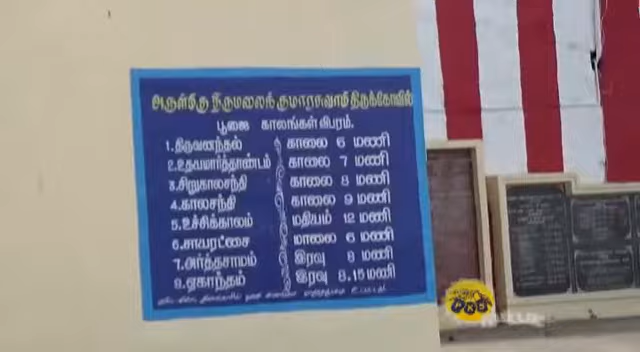 அருள்மிரு திருமலைக் குமாரசுவாமி திருக்கோவில்
பூஜை காலங்கள் விபரம்.
1.திருவனந்தல் காலை 6 மணி
2.உதயமார்த்தாண்டம் காலை 7 மணி
3.சிறுகாலசந்தி காலை 8 மணி
4.காலசந்தி காலை 9 மணி
5.உச்சிக்காலம் மதியம் 12 மணி
6.சாயரட்சை மாலை 6 மணி
7.அர்த்தசாமம் இரவு 8 மணி
8.ஏகாந்தம் இரவு 8.15 மணி